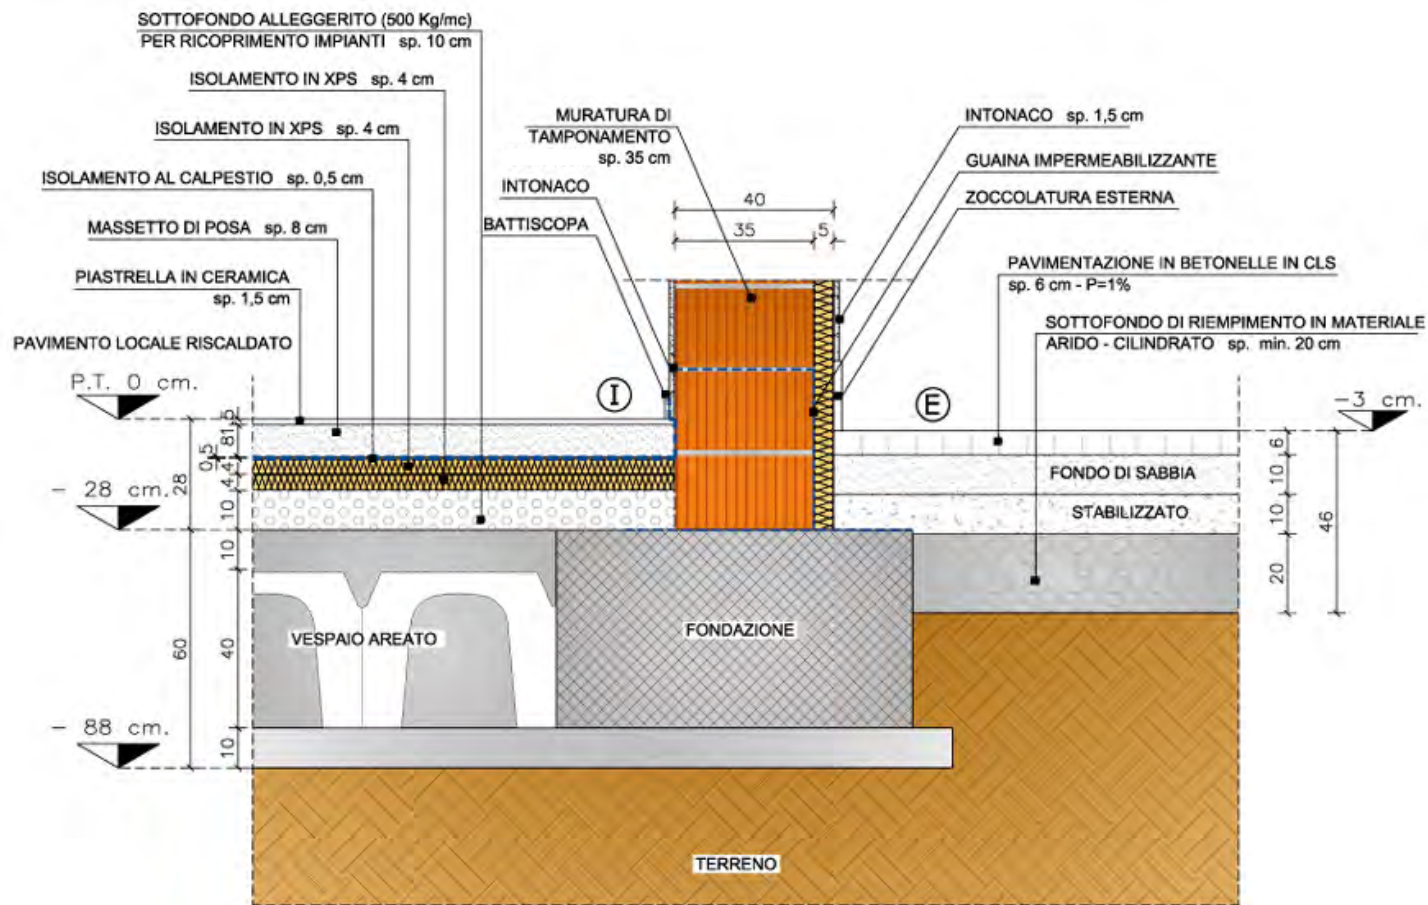 SOTTOFONDO ALLEGGERITO (500 Kg/mc)
PER RICOPRIMENTO IMPIANTI sp. 10 cm
ISOLAMENTO IN XPS sp. 4 cm
ISOLAMENTO IN XPS sp. 4 cm
ISOLAMENTO AL CALPESTIO sp. 0,5 cm
MASSETTO DI POSA sp. 8 cm
PIASTRELLA IN CERAMICA
sp. 1,5 cm
PAVIMENTO LOCALE RISCALDATO
P.T. 0 cm.
- 28 cm.
- 88 cm.
MURATURA DI
TAMPONAMENTO
sp. 35 cm
INTONACO
BATTISCOPA
40
35
5
INTONACO sp. 1,5 cm
GUAINA IMPERMEABILIZZANTE
ZOCCOLATURA ESTERNA
PAVIMENTAZIONE IN BETONELLE IN CLS
sp. 6 cm - P=1%
SOTTOFONDO DI RIEMPIMENTO IN MATERIALE
ARIDO - CILINDRATO sp. min. 20 cm
-3 cm.
I
E
28
60
81,5
0,5
4
4
10
10
40
10
FONDO DI SABBIA
STABILIZZATO
6
10
10
20
46
VESPAIO AREATO
FONDAZIONE
TERRENO